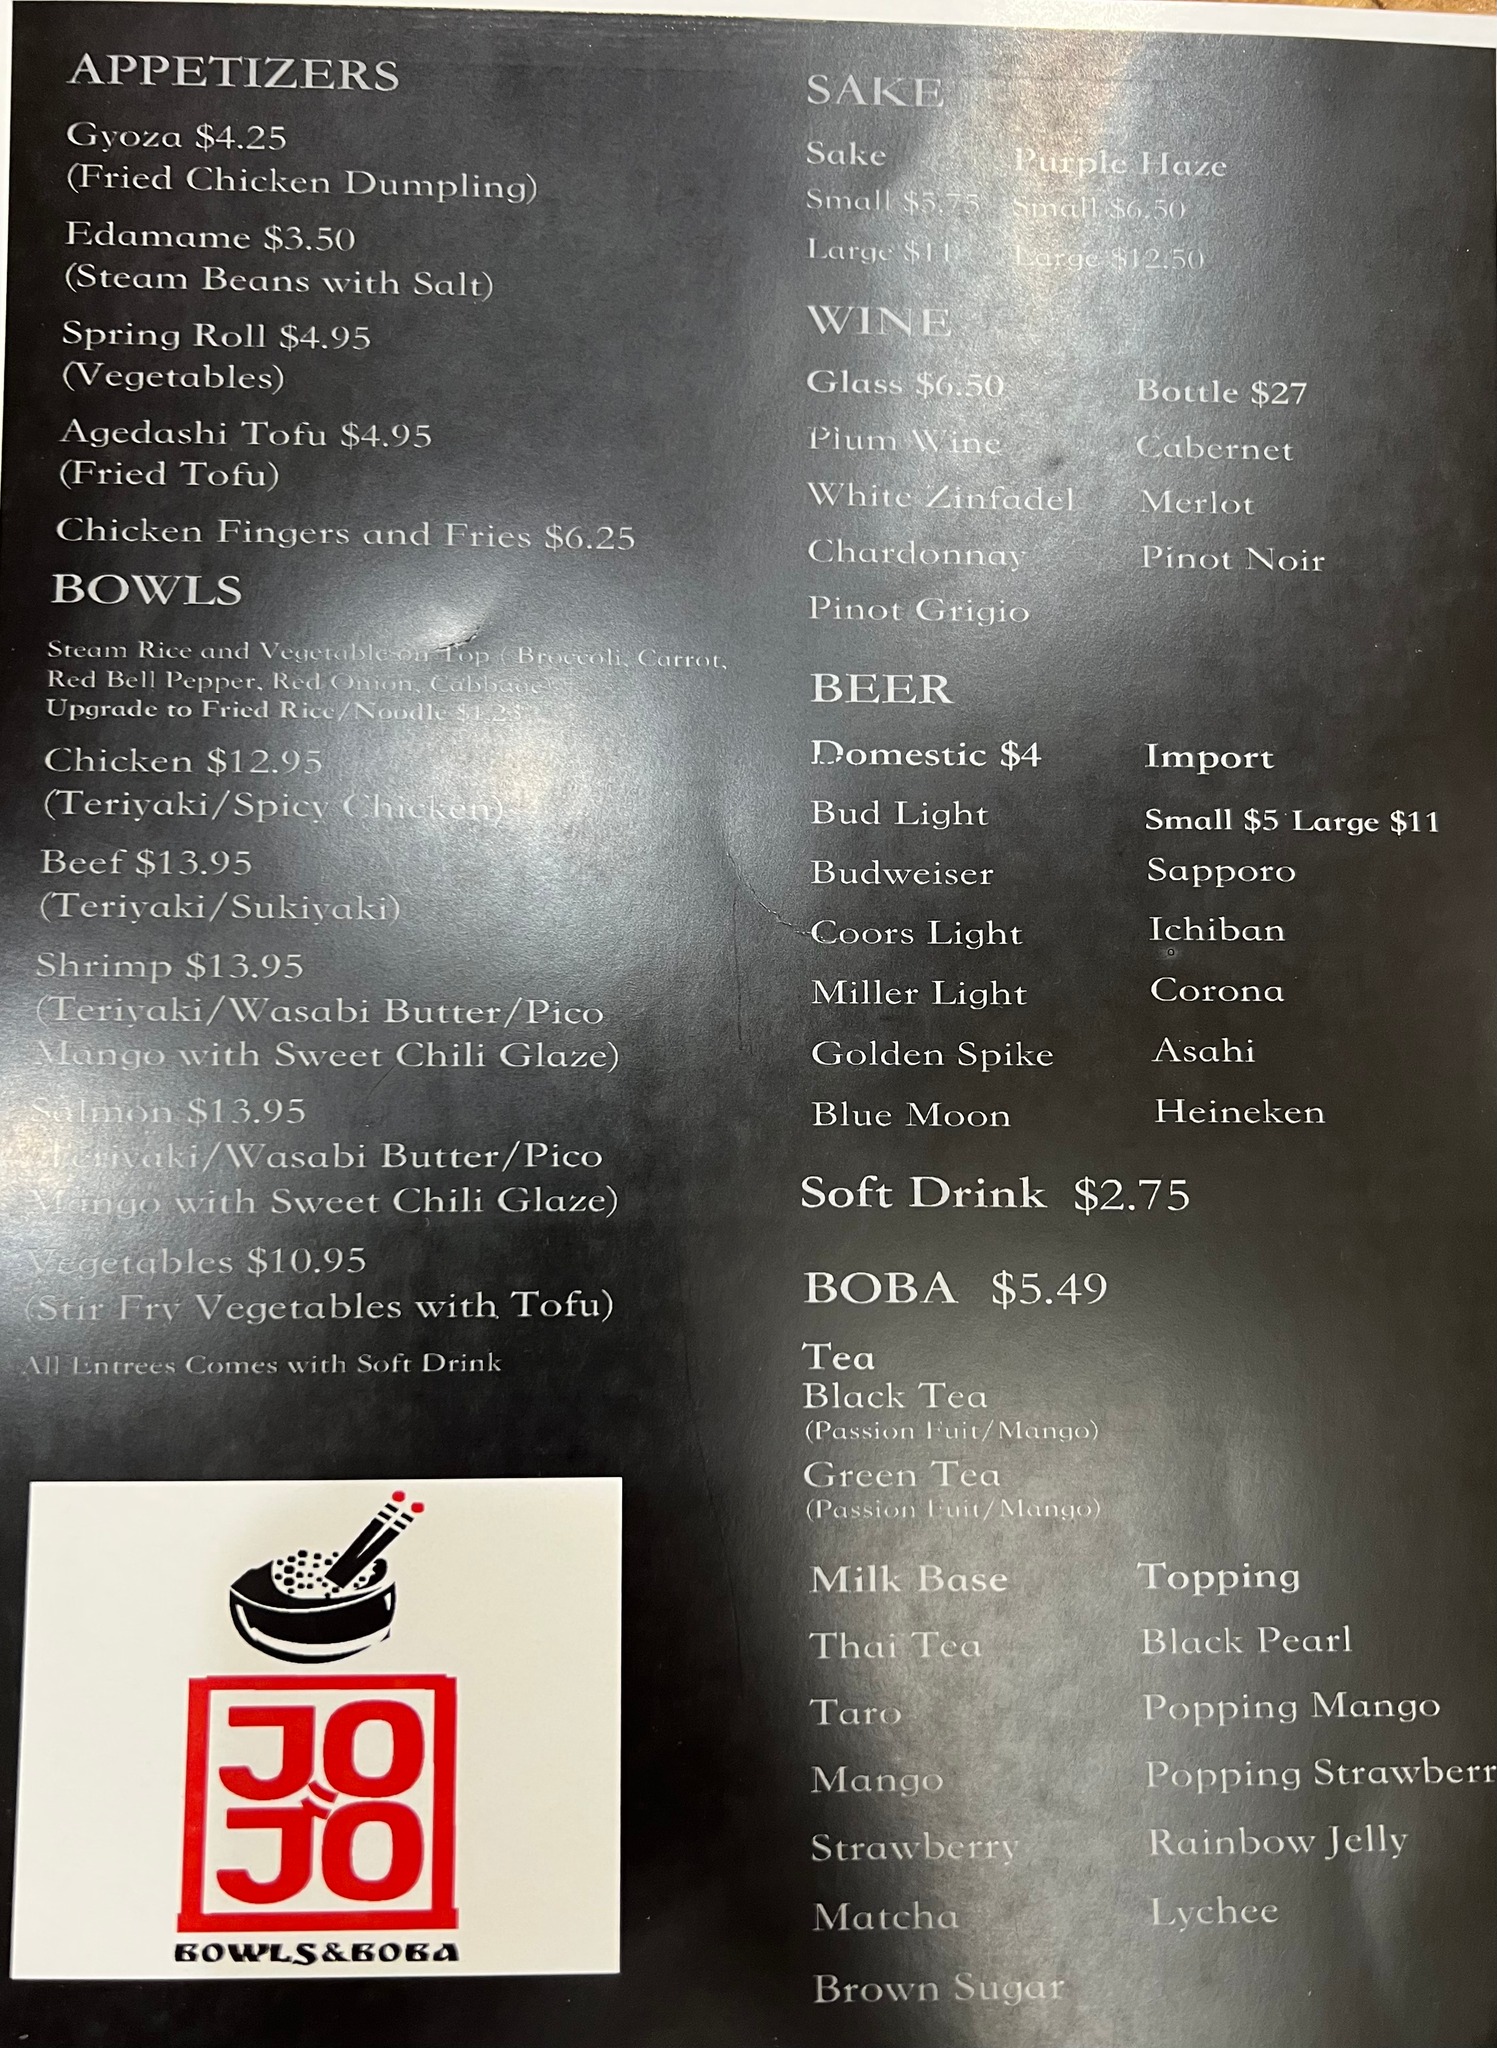 APPETIZERS
Gyoza $4.25
(Fried Chicken Dumpling)
Edamame $3.50
(Steam Beans with Salt)
Spring Roll $4.95
(Vegetables)
Agedashi Tofu $4.95
(Fried Tofu)
Chicken Fingers and Fries $6.25
BOWLS
Steam Rice and Vegetable on Top ( Broccoli, Carrot,
Red Bell Pepper, Red Onion, Cabbage
Upgrade to Fried Rice/Noodle $1.25
Chicken $12.95
(Teriyaki/Spicy Chicken)
Beef $13.95
(Teriyaki/Sukiyaki)
Shrimp $13.95
(Teriyaki/Wasabi Butter/Pico
Mango with Sweet Chili Glaze)
Salmon $13.95
(Teriyaki/Wasabi Butter/Pico
Mango with Sweet Chili Glaze)
Vegetables $10.95
(Stir Fry Vegetables with Tofu)
All Entrees Comes with Soft Drink
JO
JO
BOWLS&BOBA
SAKE
Sake
Small $5.75
Large $11
Purple Haze
Small $6.50
Large $12.50
WINE
Glass $6.50
Plum Wine
White Zinfadel
Chardonnay
Pinot Grigio
Bottle $27
Cabernet
Merlot
Pinot Noir
BEER
Domestic $4
Bud Light
Budweiser
Coors Light
Miller Light
Golden Spike
Blue Moon
Import
Small $5 Large $11
Sapporo
Ichiban
Corona
Asahi
Heineken
Soft Drink $2.75
BOBA $5.49
Tea
Black Tea
(Passion Fuit/Mango)
Green Tea
(Passion Fuit/Mango)
Milk Base
Thai Tea
Taro
Mango
Strawberry
Matcha
Brown Sugar
Topping
Black Pearl
Popping Mango
Popping Strawberr
Rainbow Jelly
Lychee